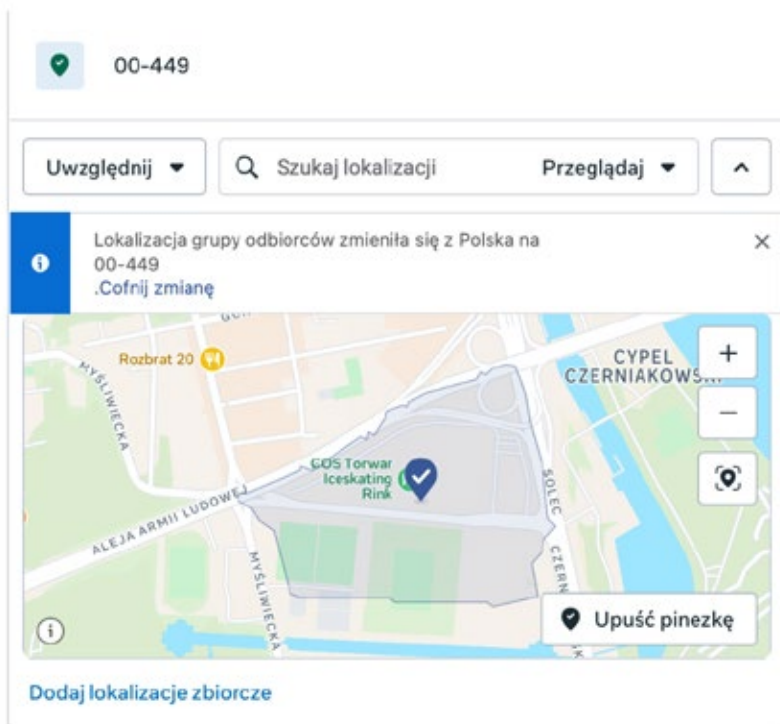 00-449
Uwzględnij
Szukaj lokalizacji
Przeglądaj
Lokalizacja grupy odbiorców zmieniła się z Polska na
00-449
.Cofnij zmianę
Rozbrat 20
MYŚLIWIECKA
CYPEL
CZERNIAKOWSKI
COS Torwar
Iceskating
Rink
ALEJA ARMII LUDOWEJ
MYŚLIWIECKA
SOLEC
Upuść pinezkę
Dodaj lokalizacje zbiorcze